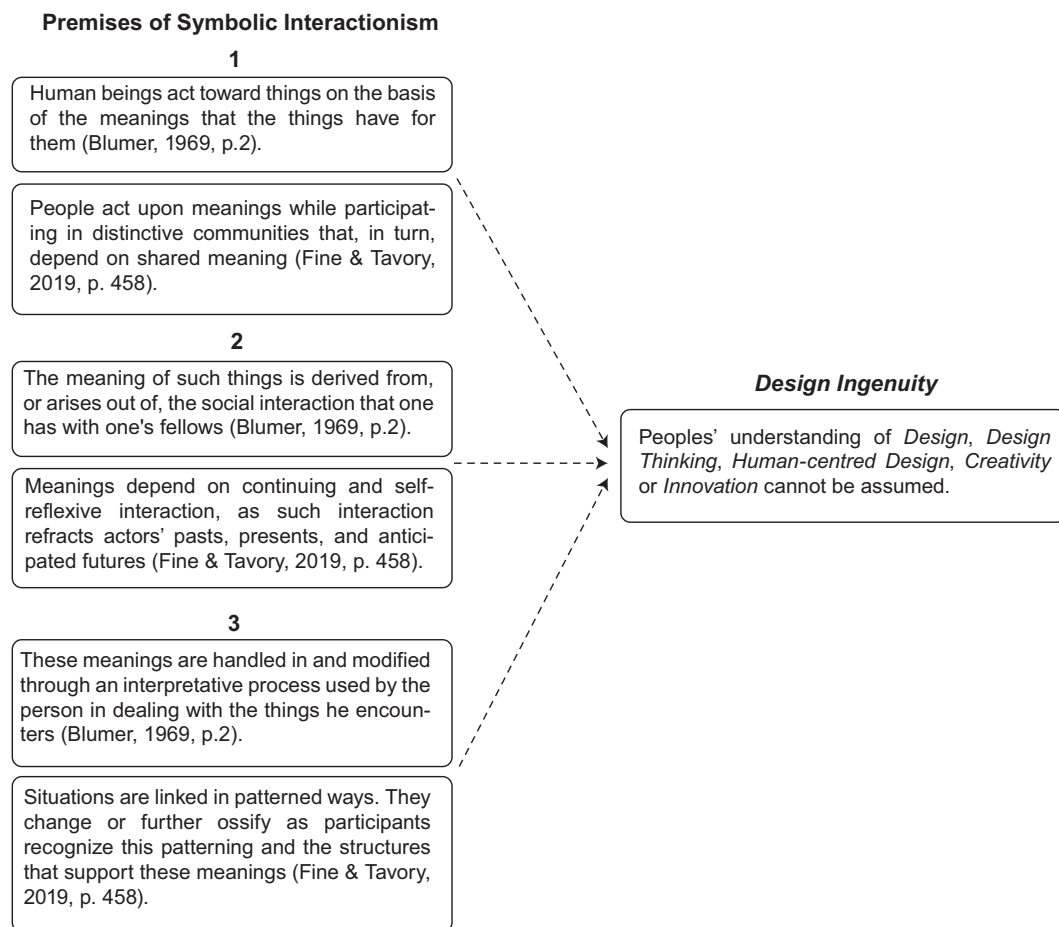 Premises of Symbolic Interactionism
1
Human beings act toward things on the basis
of the meanings that the things have for
them (Blumer, 1969, p.2).
People act upon meanings while participat-
ing in distinctive communities that, in turn,
depend on shared meaning (Fine & Tavory,
2019, p. 458).
2
The meaning of such things is derived from,
or arises out of, the social interaction that one
has with one's fellows (Blumer, 1969, p.2).
Meanings depend on continuing and self-
reflexive interaction, as such interaction
refracts actors’ pasts, presents, and antici-
pated futures (Fine & Tavory, 2019, p. 458).
3
These meanings are handled in and modified
through an interpretative process used by the
person in dealing with the things he encoun-
ters (Blumer, 1969, p.2).
Situations are linked in patterned ways. They
change or further ossify as participants
recognize this patterning and the structures
that support these meanings (Fine & Tavory,
2019, p. 458).
Design Ingenuity
Peoples’ understanding of Design, Design
Thinking, Human-centred Design, Creativity
or Innovation cannot be assumed.